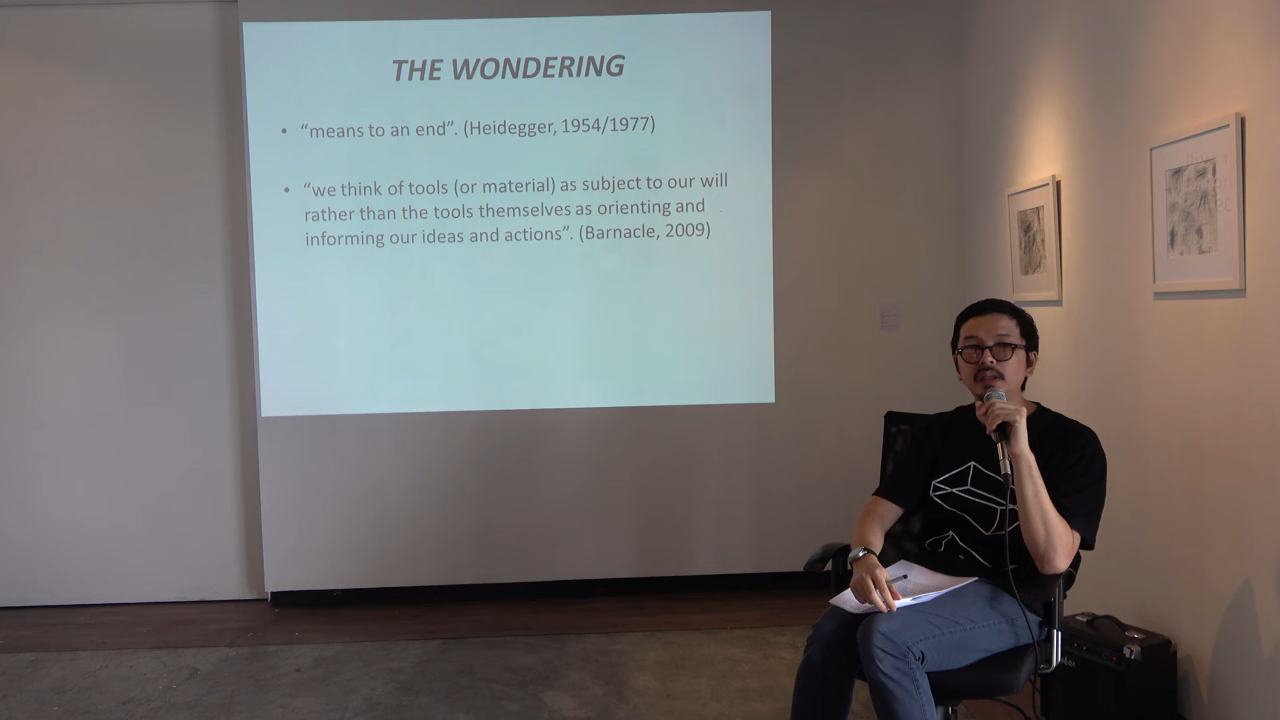 THE WONDERING
• “means to an end”. (Heidegger, 1954/1977)
• “we think of tools (or material) as subject to our will
rather than the tools themselves as orienting and
informing our ideas and actions”. (Barnacle, 2009)